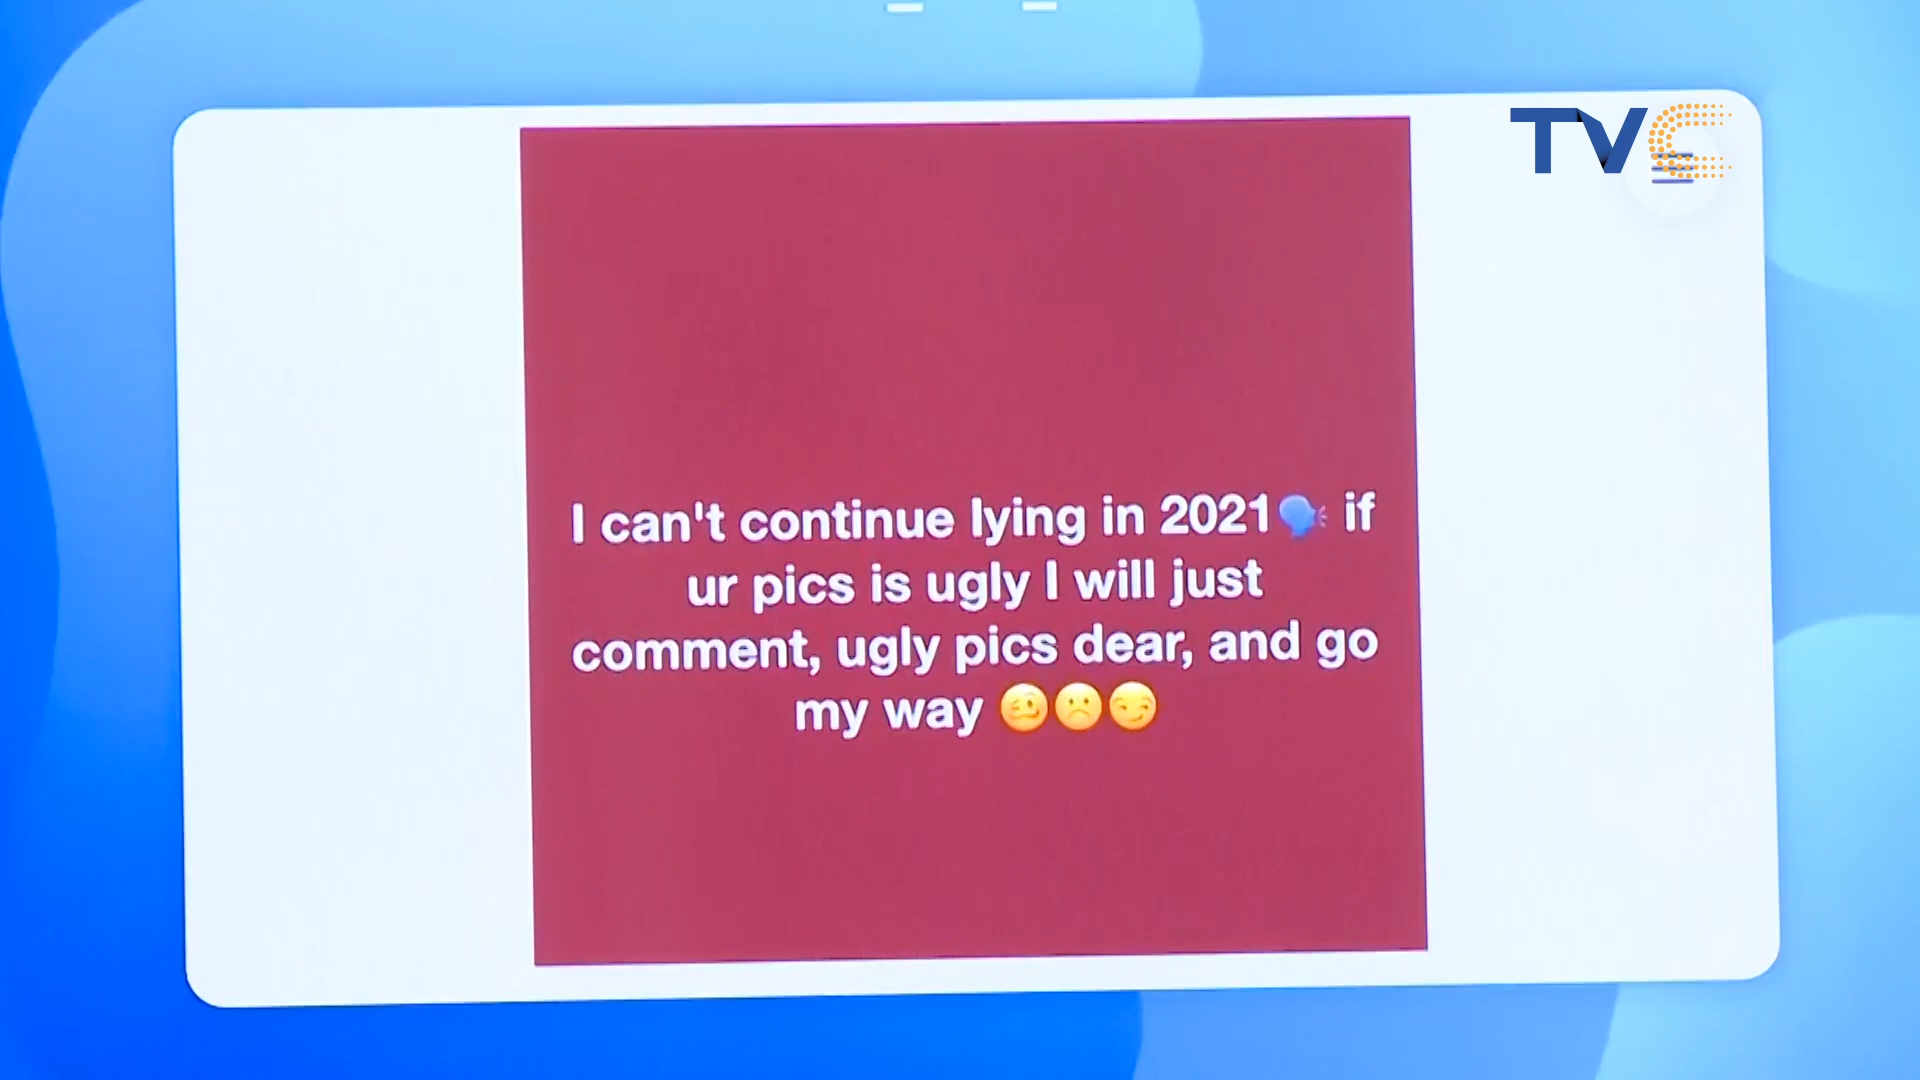 TVC
I can't continue lying in 2021🗣️ if
ur pics is ugly I will just
comment, ugly pics dear, and go
my way 🥴🙁😏